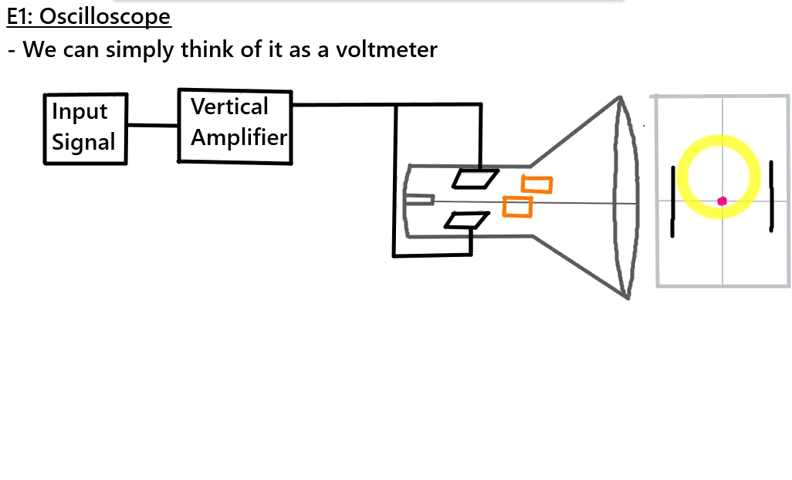 E1: Oscilloscope
- We can simply think of it as a voltmeter
Input
Signal
Vertical
Amplifier